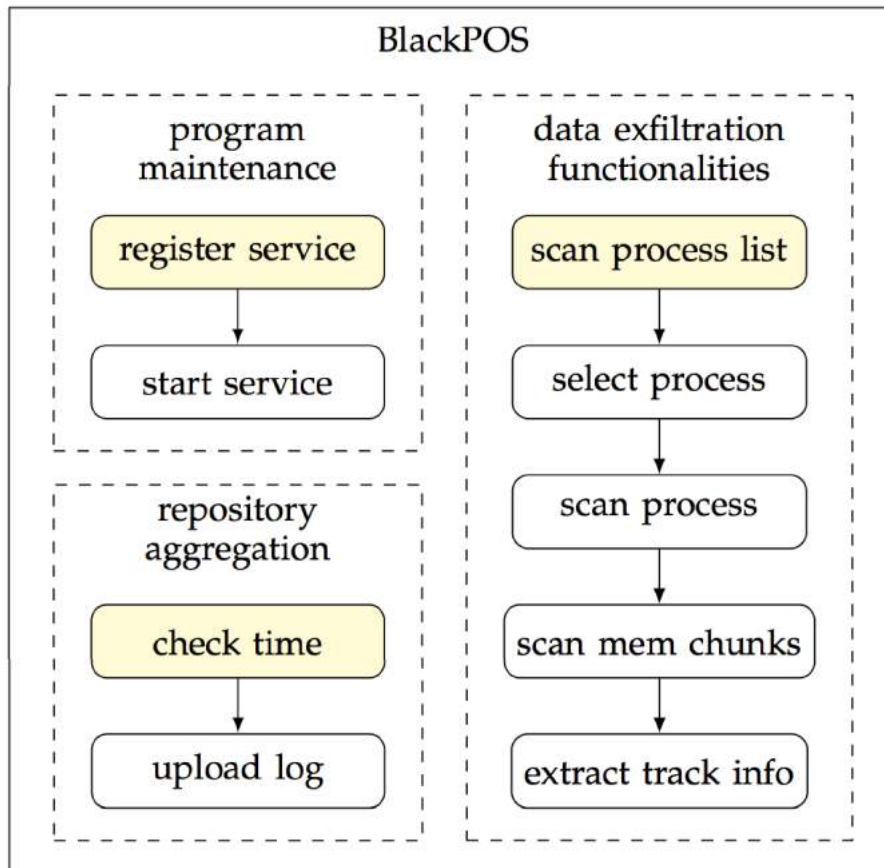 BlackPOS
program
maintenance
register service
start service
repository
aggregation
check time
upload log
data exfiltration
functionalities
scan process list
select process
scan process
scan mem chunks
extract track info